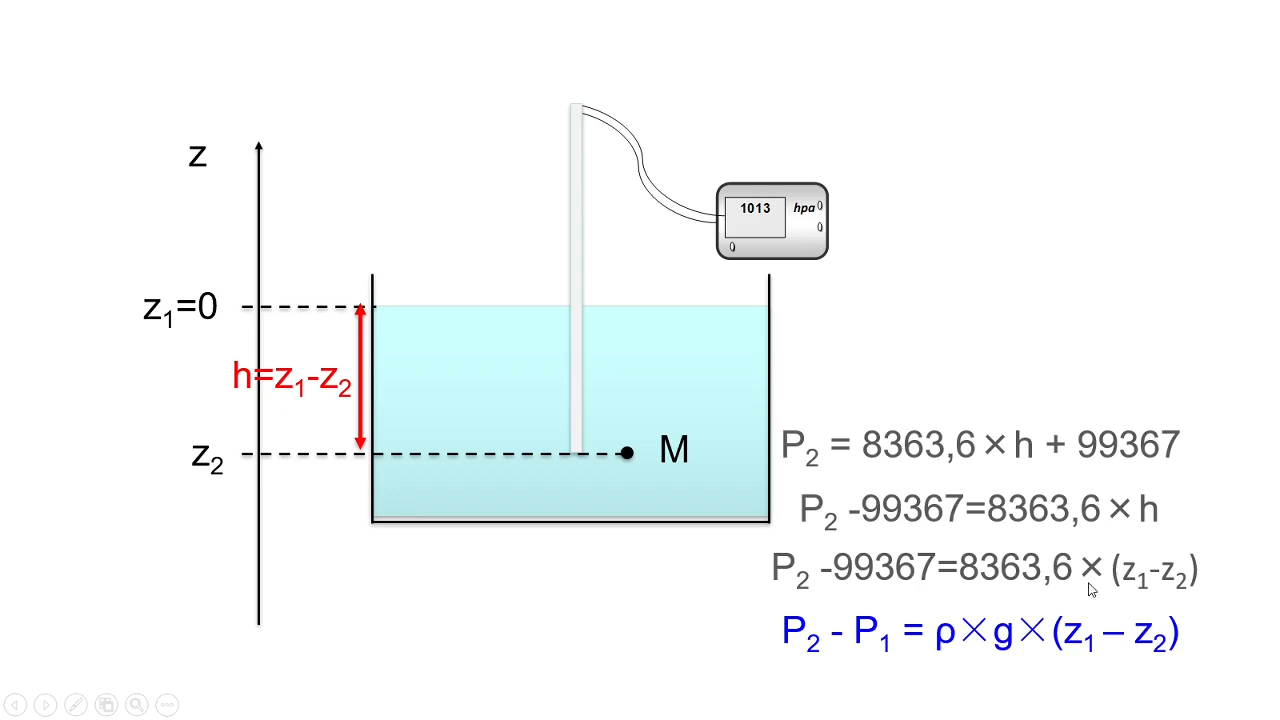 z
1013 hpa
z₁=0
h=z₁-z₂
z₂
M
P₂ = 8363,6 × h + 99367
P₂ -99367=8363,6 × h
P₂ -99367=8363,6 × (z₁-z₂)
P₂ - P₁ = ρ×g×(z₁ – z₂)